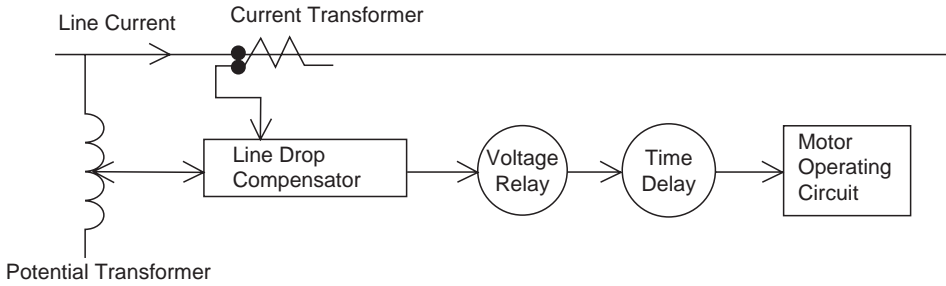 Current Transformer
Line Current
Line Drop
Compensator
Voltage
Relay
Time
Delay
Motor
Operating
Circuit
Potential Transformer